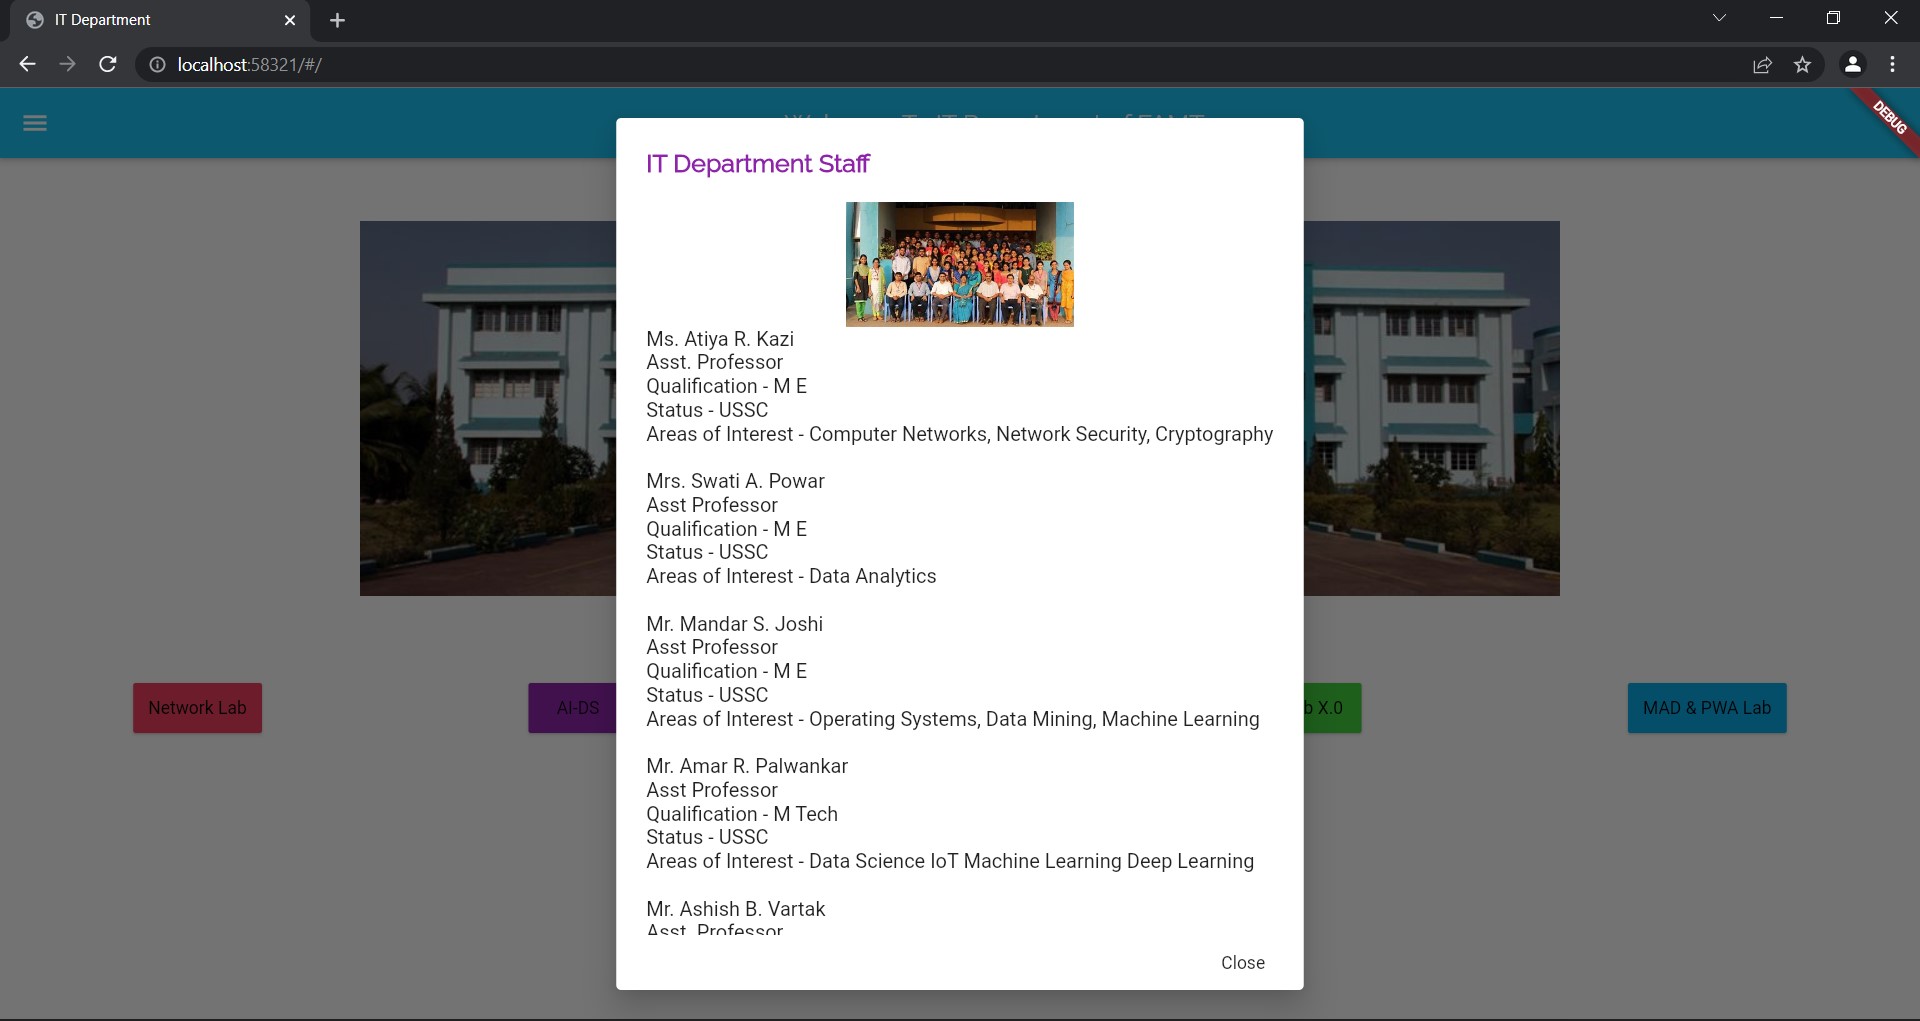 IT Department
localhost:58321/#/
DEBUG
IT Department Staff
Ms. Atiya R. Kazi
Asst. Professor
Qualification - M E
Status - USSC
Areas of Interest - Computer Networks, Network Security, Cryptography
Mrs. Swati A. Powar
Asst Professor
Qualification - M E
Status - USSC
Areas of Interest - Data Analytics
Mr. Mandar S. Joshi
Asst Professor
Qualification - M E
Status - USSC
Areas of Interest - Operating Systems, Data Mining, Machine Learning
Mr. Amar R. Palwankar
Asst Professor
Qualification - M Tech
Status - USSC
Areas of Interest - Data Science IoT Machine Learning Deep Learning
Mr. Ashish B. Vartak
Asst. Professor
Close
Network Lab
AI-DS
b X.0
MAD & PWA Lab